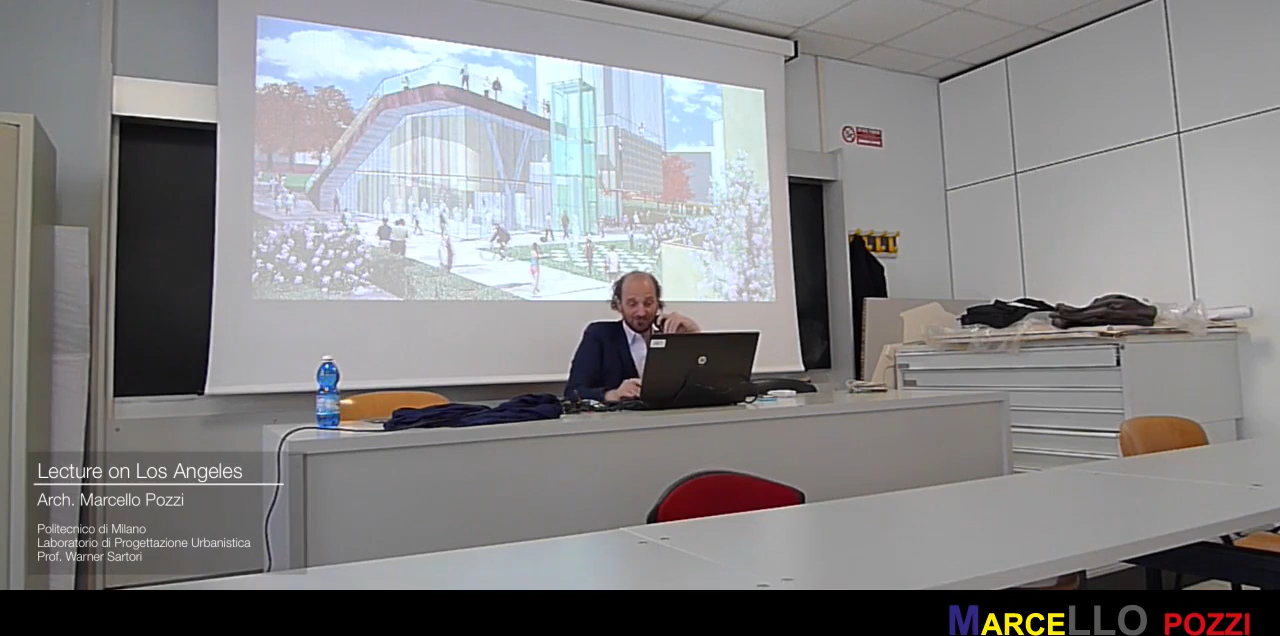 Lecture on Los Angeles
Arch. Marcello Pozzi
Politecnico di Milano
Laboratorio di Progettazione Urbanistica
Prof. Warner Sartori
MARCELLO POZZI